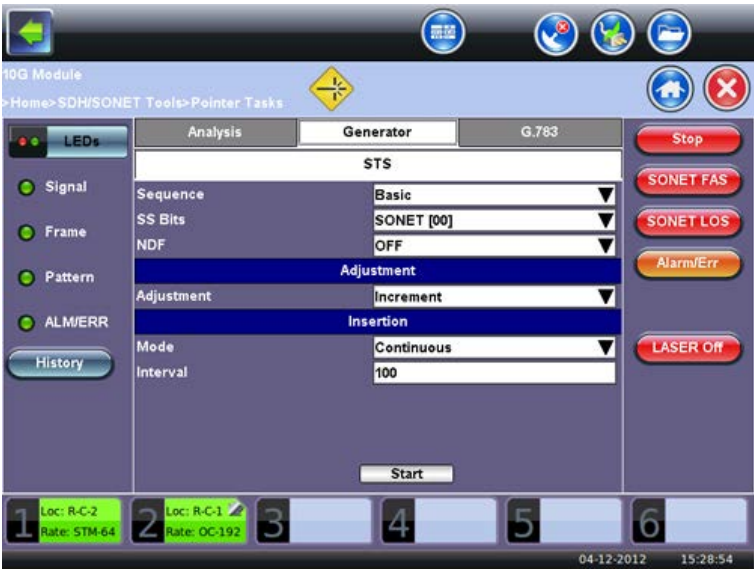 10G Module
>Home>SDH/SONET Tools>Pointer Tasks
LEDs
Analysis
Generator
G.783
Stop
STS
Signal
Sequence
Basic
SONET FAS
SS Bits
SONET [00]
SONET LOS
Frame
NDF
OFF
Adjustment
Alarm/Err
Pattern
Adjustment
Increment
Insertion
ALM/ERR
Mode
Continuous
LASER Off
History
Interval
100
Start
1
Loc: R-C-2
Rate: STM-64
2
Loc: R-C-1
Rate: OC-192
3
4
5
6
04-12-2012 15:28:54